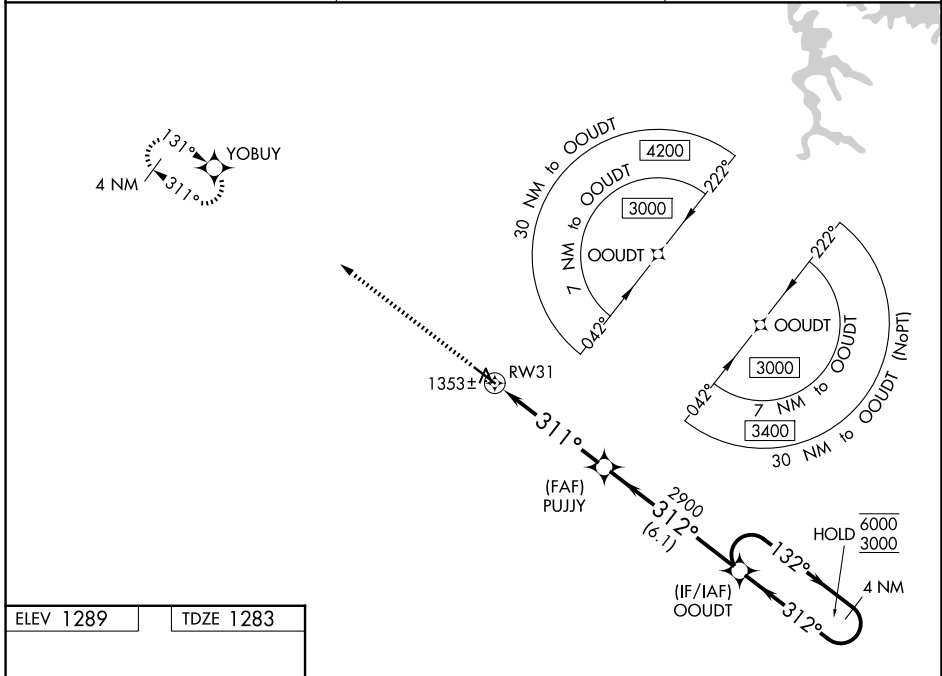 131°
YOBUY
4 NM
311°
30 NM to OOUDT
4200
222°
7 NM to OOUDT
3000
OOUDT
042°
222°
OOUDT
3000
042°
7 NM to OOUDT
3400
30 NM to OOUDT (NoPT)
1353±
RW31
311°
(FAF)
PUJJY
2900
312°
(6.1)
HOLD
6000
3000
132°
4 NM
(IF/IAF)
OOUDT
312°
ELEV 1289
TDZE 1283